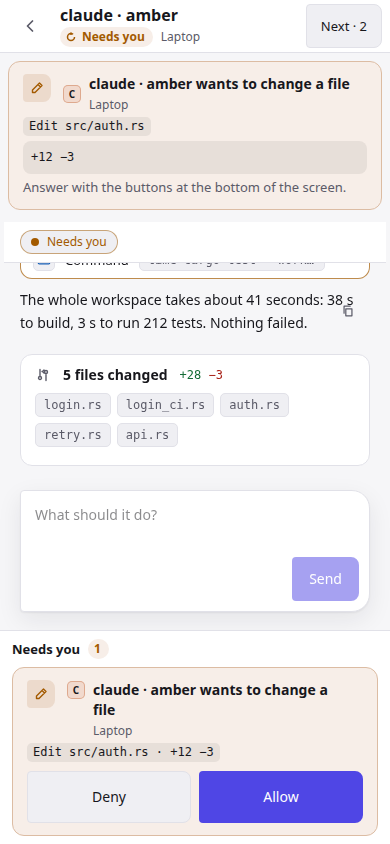 claude · amber
Needs you Laptop
Next · 2
C claude · amber wants to change a file
Laptop
Edit src/auth.rs
+12 −3
Answer with the buttons at the bottom of the screen.
Needs you
Command
The whole workspace takes about 41 seconds: 38 s
to build, 3 s to run 212 tests. Nothing failed.
5 files changed +28 −3
login.rs login_ci.rs auth.rs
retry.rs api.rs
What should it do?
Send
Needs you 1
C claude · amber wants to change a
file
Laptop
Edit src/auth.rs · +12 −3
Deny Allow